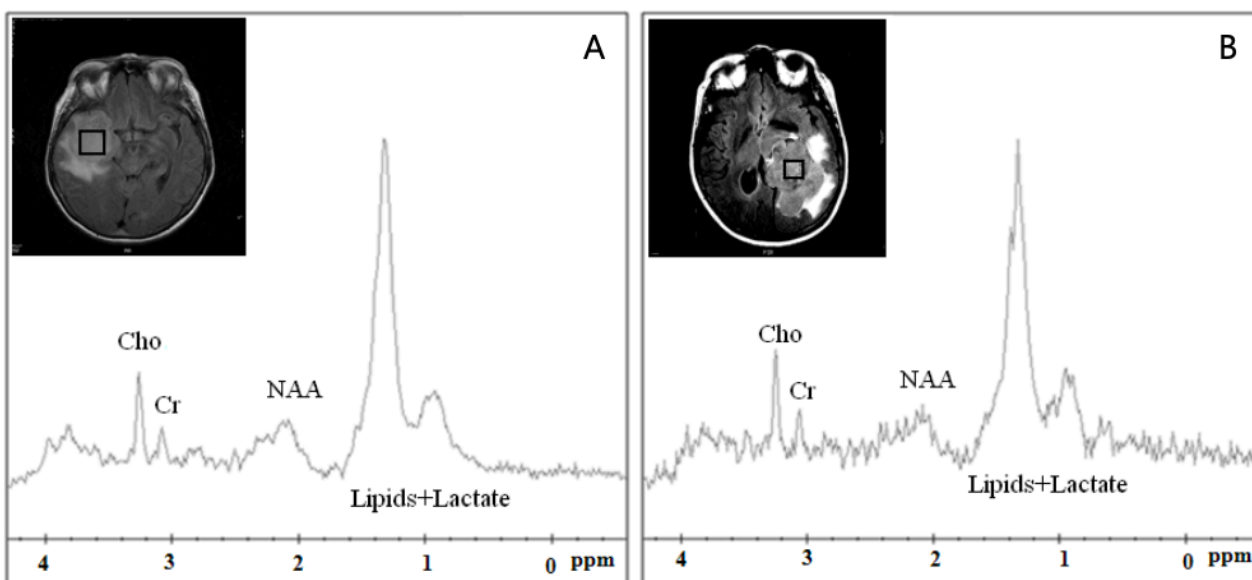 A
Cho
Cr
NAA
Lipids+Lactate
4 3 2 1 0 ppm
B
Cho
Cr
NAA
Lipids+Lactate
4 3 2 1 0 ppm